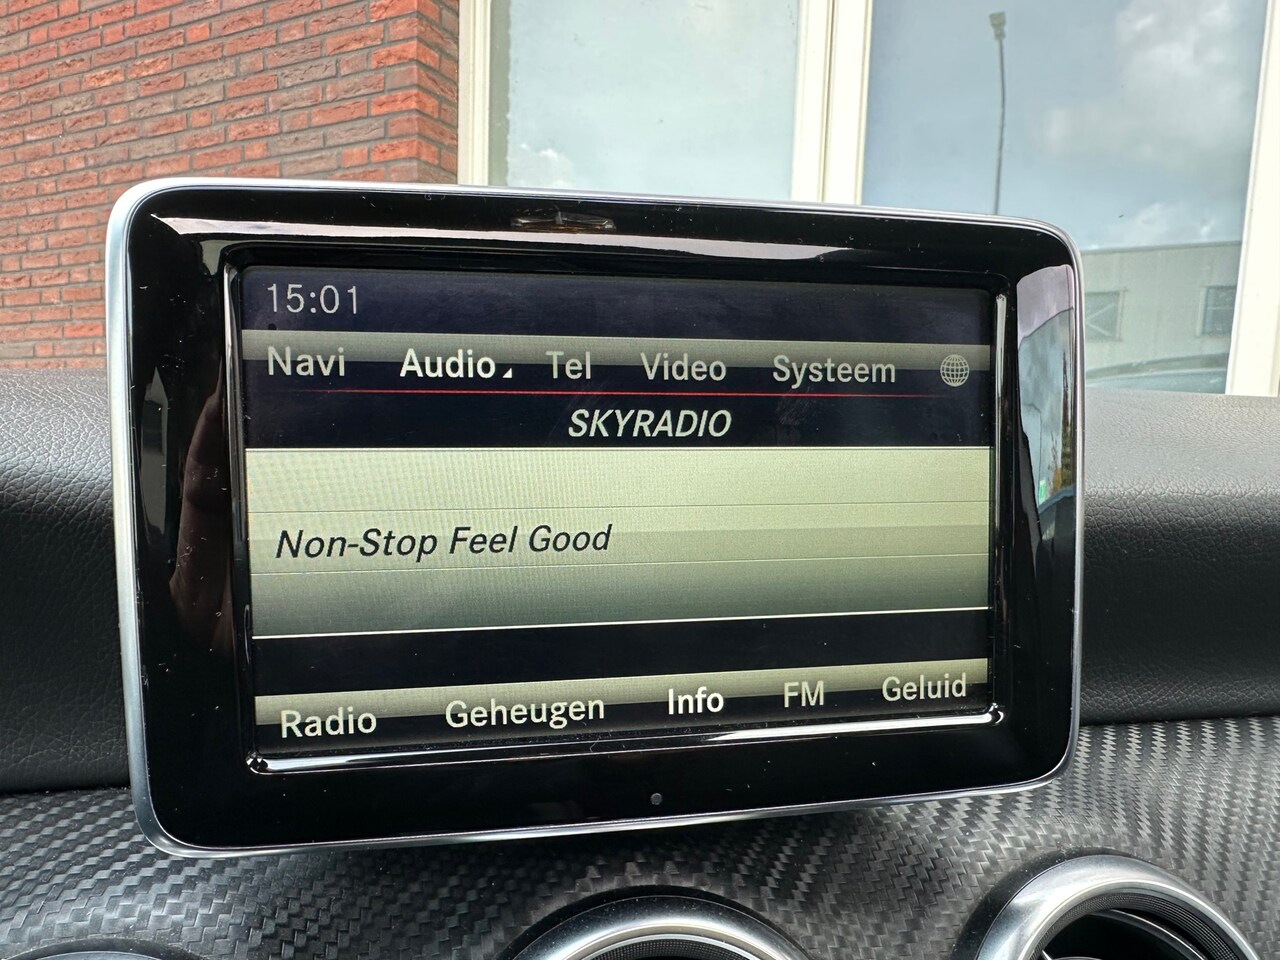 15:01
Navi Audio Tel Video Systeem
SKYRADIO
Non-Stop Feel Good
Radio Geheugen Info FM Geluid